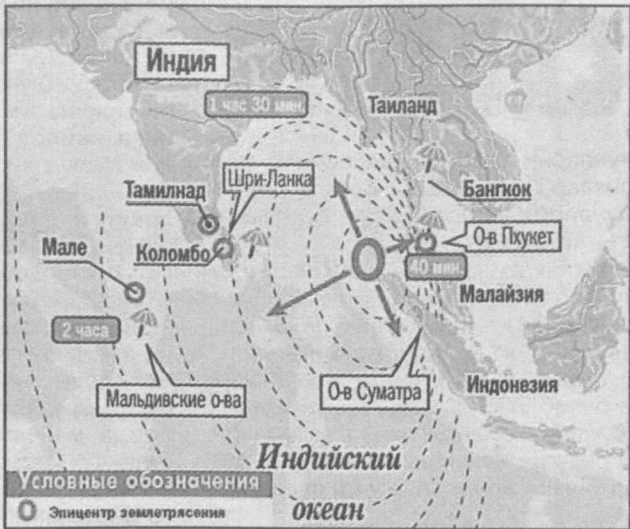 Индия
1 час 30 мин.
Таиланд
Шри-Ланка
Тамилнад
Бангкок
Мале
Коломбо
О-в Пхукет
40 мин.
Малайзия
2 часа
Мальдивские о-ва
О-в Суматра
Индонезия
Индийский
океан
Условные обозначения
Эпицентр землетрясения